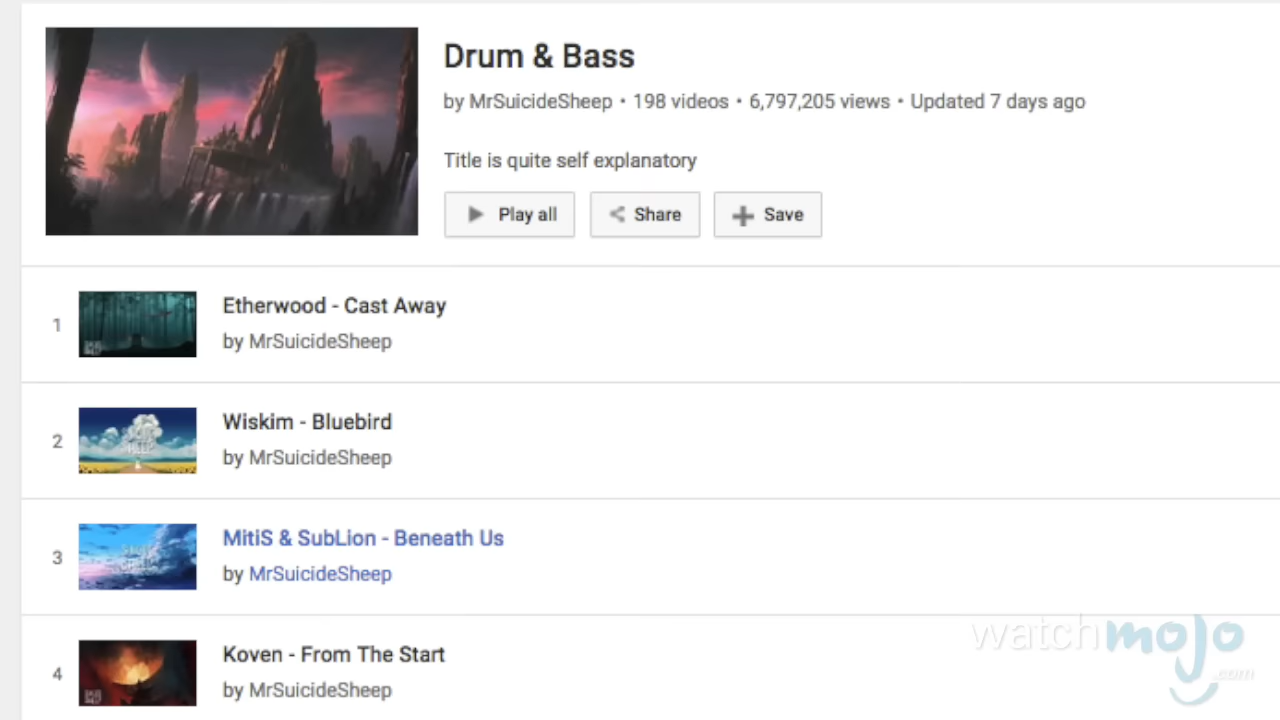 Drum & Bass
by MrSuicideSheep • 198 videos • 6,797,205 views • Updated 7 days ago
Title is quite self explanatory
Play all
Share
Save
1
Etherwood - Cast Away
by MrSuicideSheep
2
Wiskim - Bluebird
by MrSuicideSheep
3
MitiS & SubLion - Beneath Us
by MrSuicideSheep
4
Koven - From The Start
by MrSuicideSheep
watchmojo
.com